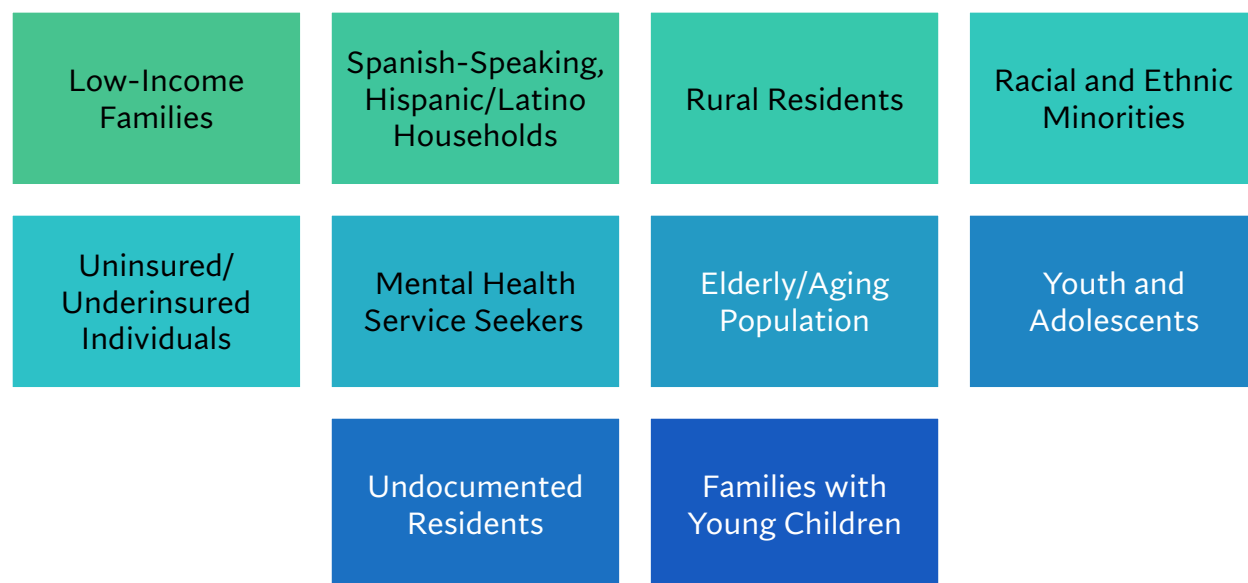 Low-Income
Families
Spanish-Speaking,
Hispanic/Latino
Households
Rural Residents
Racial and Ethnic
Minorities
Uninsured/
Underinsured
Individuals
Mental Health
Service Seekers
Elderly/Aging
Population
Youth and
Adolescents
Undocumented
Residents
Families with
Young Children